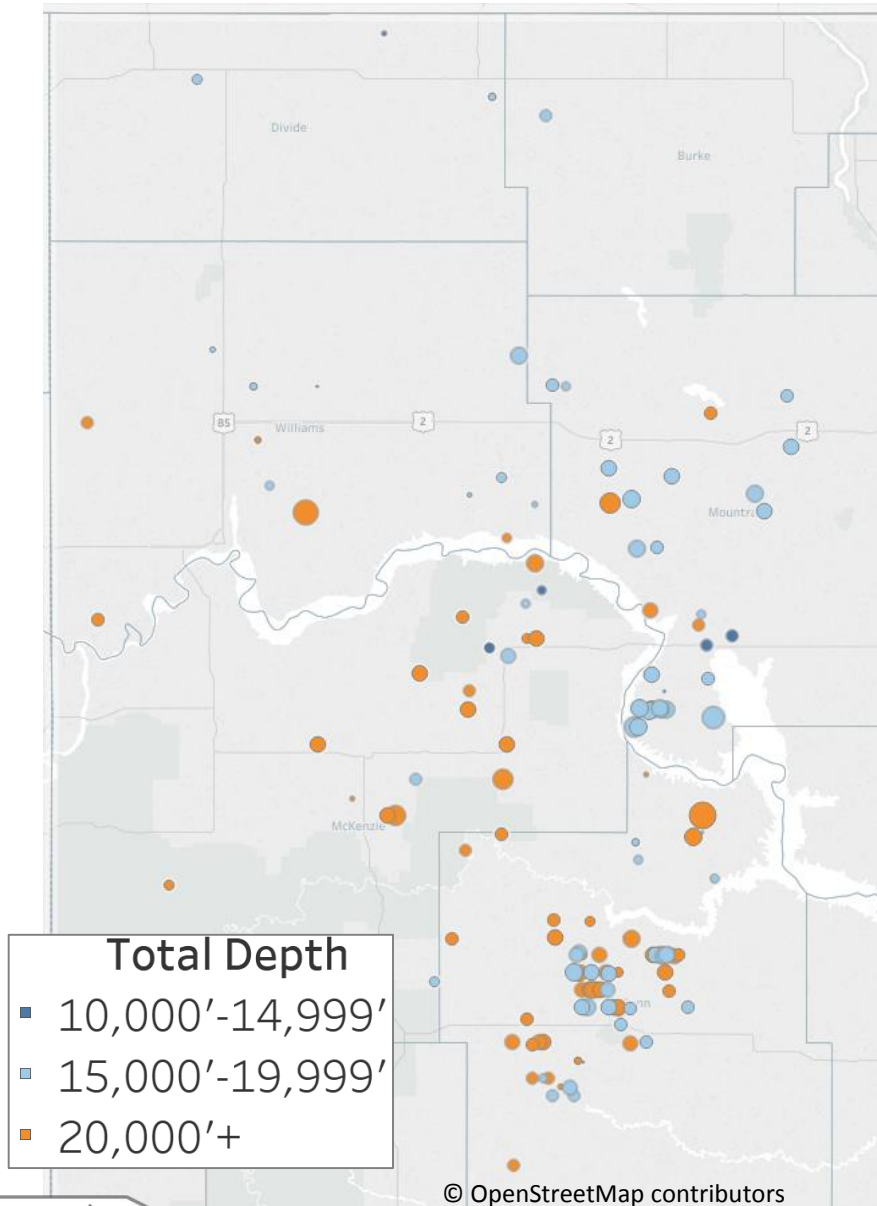 Divide
Burke
85
Williams
2
2
2
Mountra
McKenzie
nn
Total Depth
10,000′-14,999′
15,000′-19,999′
20,000′+
© OpenStreetMap contributors